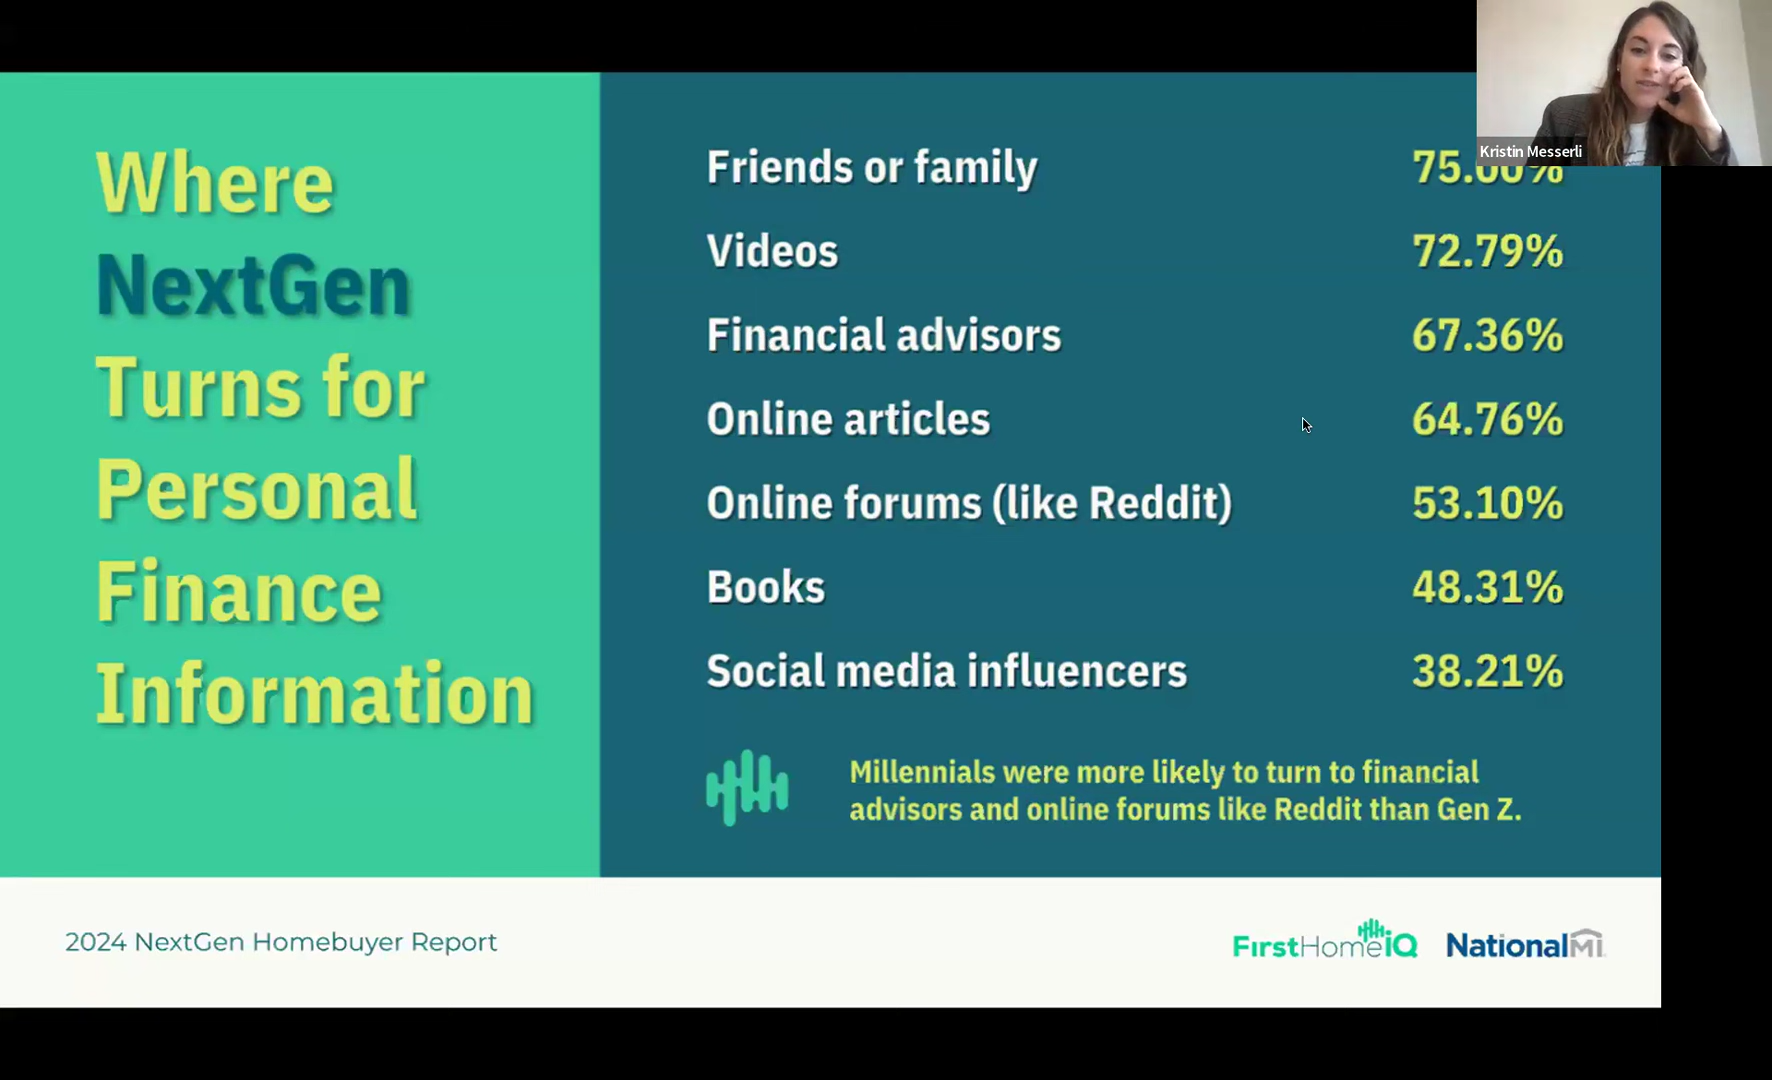 Where
NextGen
Turns for
Personal
Finance
Information
Friends or family
Videos 72.79%
Financial advisors 67.36%
Online articles 64.76%
Online forums (like Reddit) 53.10%
Books 48.31%
Social media influencers 38.21%
Millennials were more likely to turn to financial
advisors and online forums like Reddit than Gen Z.
2024 NextGen Homebuyer Report
FirstHomeIQ
NationalMI
Kristin Messerli